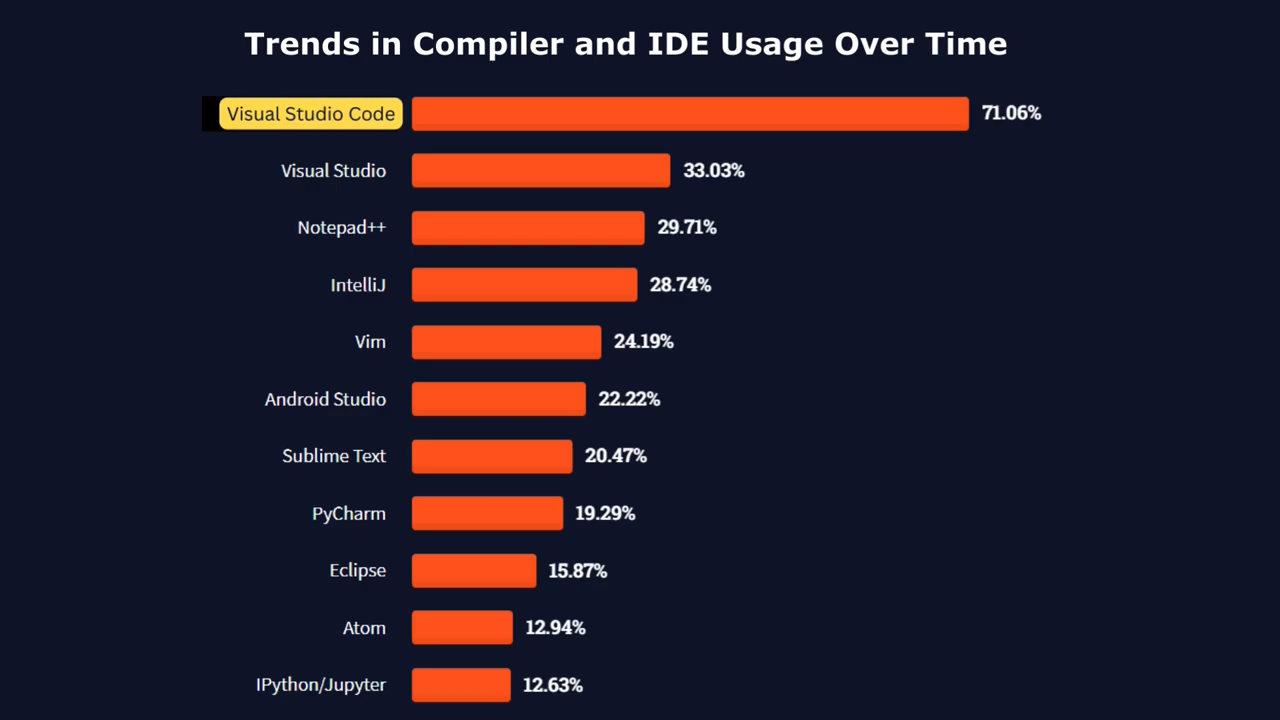 Trends in Compiler and IDE Usage Over Time
Visual Studio Code 71.06%
Visual Studio 33.03%
Notepad++ 29.71%
IntelliJ 28.74%
Vim 24.19%
Android Studio 22.22%
Sublime Text 20.47%
PyCharm 19.29%
Eclipse 15.87%
Atom 12.94%
IPython/Jupyter 12.63%